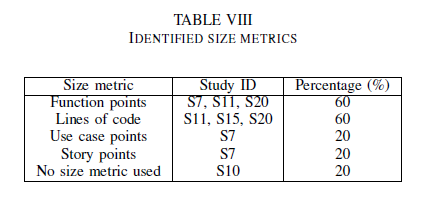 TABLE VIII
IDENTIFIED SIZE METRICS
Size metric Study ID Percentage (%)
Function points S7, S11, S20 60
Lines of code S11, S15, S20 60
Use case points S7 20
Story points S7 20
No size metric used S10 20